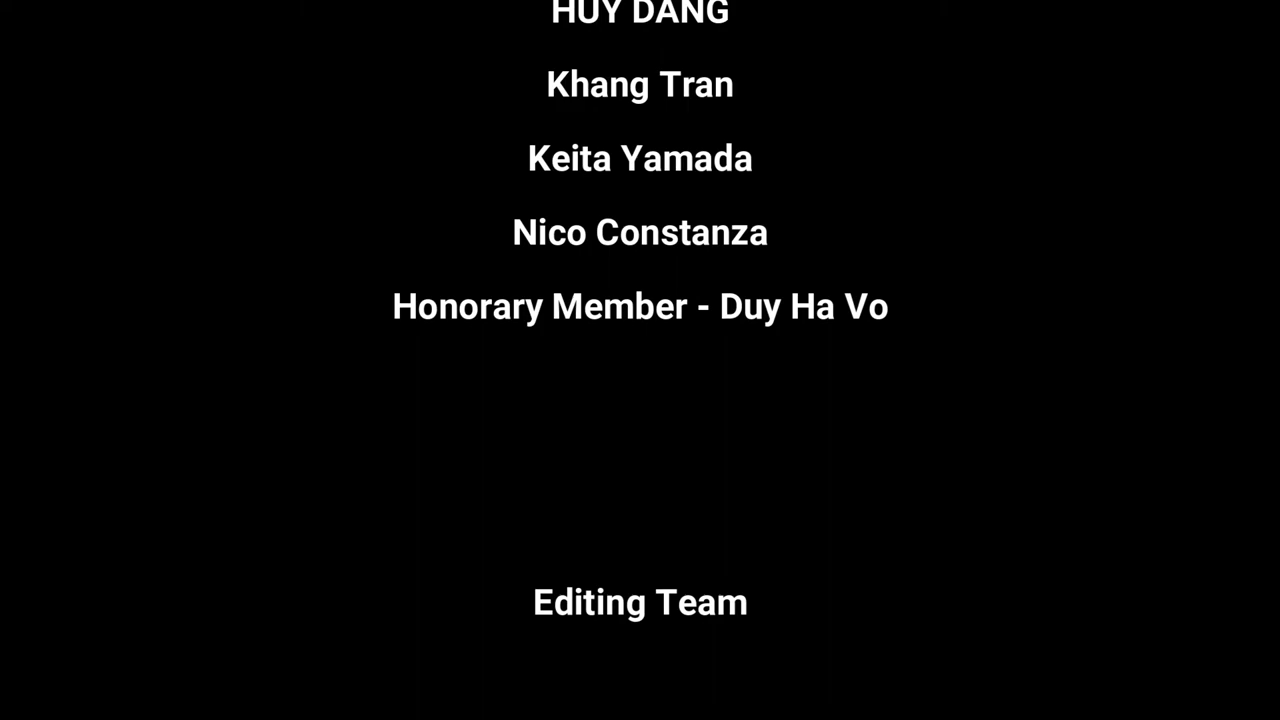 HUY DANG
Khang Tran
Keita Yamada
Nico Constanza
Honorary Member - Duy Ha Vo
Editing Team